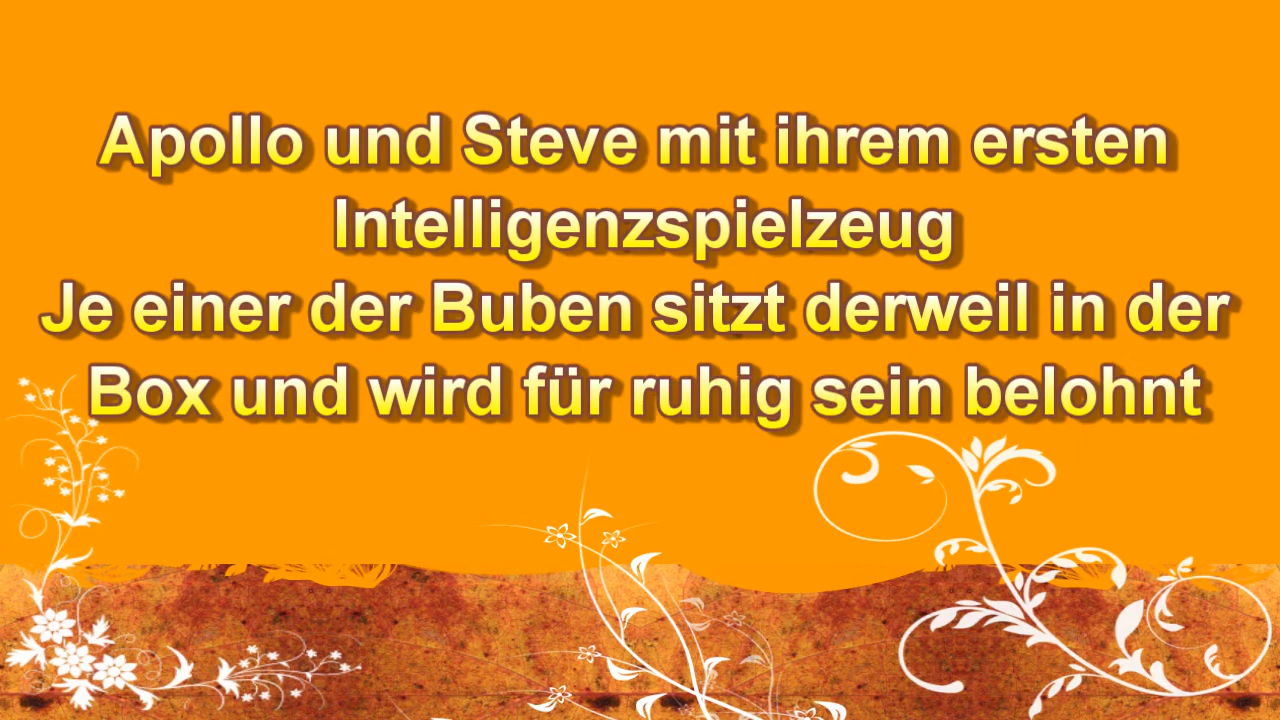 Apollo und Steve mit ihrem ersten
Intelligenzspielzeug
Je einer der Buben sitzt derweil in der
Box und wird für ruhig sein belohnt